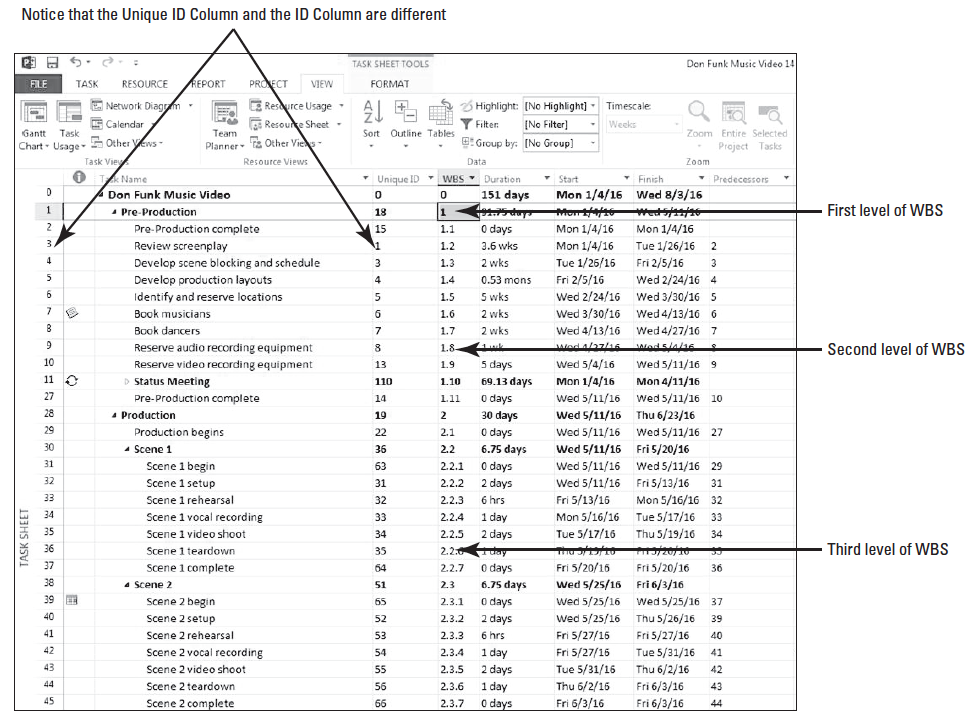 Notice that the Unique ID Column and the ID Column are different
TASK SHEET TOOLS
Don Funk Music Video 14
FILE TASK RESOURCE REPORT PROJECT VIEW FORMAT
Gantt Chart
Task Usage
Network Diagram
Calendar
Other Views
Task Views
Team Planner
Resource Usage
Resource Sheet
Other Views
Resource Views
Sort
Outline
Tables
Highlight: [No Highlight]
Filter: [No Filter]
Group by: [No Group]
Data
Timescale:
Weeks
Zoom
Entire Project
Selected Tasks
Zoom
Task Name Unique ID WBS Duration Start Finish Predecessors
0 Don Funk Music Video 0 0 151 days Mon 1/4/16 Wed 8/3/16
1 Pre-Production 18 1 91.75 days Mon 1/4/16 Wed 5/11/16
First level of WBS
2 Pre-Production complete 15 1.1 0 days Mon 1/4/16 Mon 1/4/16
3 Review screenplay 1 1.2 3.6 wks Mon 1/4/16 Tue 1/26/16 2
4 Develop scene blocking and schedule 3 1.3 2 wks Tue 1/26/16 Fri 2/5/16 3
5 Develop production layouts 4 1.4 0.53 mons Fri 2/5/16 Wed 2/24/16 4
6 Identify and reserve locations 5 1.5 5 wks Wed 2/24/16 Wed 3/30/16 5
7 Book musicians 6 1.6 2 wks Wed 3/30/16 Wed 4/13/16 6
8 Book dancers 7 1.7 2 wks Wed 4/13/16 Wed 4/27/16 7
9 Reserve audio recording equipment 8 1.8 1 wk Wed 4/27/16 Wed 5/4/16 8
Second level of WBS
10 Reserve video recording equipment 13 1.9 5 days Wed 5/4/16 Wed 5/11/16 9
11 Status Meeting 110 1.10 69.13 days Mon 1/4/16 Mon 4/11/16
27 Pre-Production complete 14 1.11 0 days Wed 5/11/16 Wed 5/11/16 10
28 Production 19 2 30 days Wed 5/11/16 Thu 6/23/16
29 Production begins 22 2.1 0 days Wed 5/11/16 Wed 5/11/16 27
30 Scene 1 36 2.2 6.75 days Wed 5/11/16 Fri 5/20/16
31 Scene 1 begin 63 2.2.1 0 days Wed 5/11/16 Wed 5/11/16 29
32 Scene 1 setup 31 2.2.2 2 days Wed 5/11/16 Fri 5/13/16 31
33 Scene 1 rehearsal 32 2.2.3 6 hrs Fri 5/13/16 Mon 5/16/16 32
34 Scene 1 vocal recording 33 2.2.4 1 day Mon 5/16/16 Tue 5/17/16 33
35 Scene 1 video shoot 34 2.2.5 2 days Tue 5/17/16 Thu 5/19/16 34
36 Scene 1 teardown 35 2.2.6 1 day Thu 5/19/16 Fri 5/20/16 35
Third level of WBS
37 Scene 1 complete 64 2.2.7 0 days Fri 5/20/16 Fri 5/20/16 36
38 Scene 2 51 2.3 6.75 days Wed 5/25/16 Fri 6/3/16
39 Scene 2 begin 65 2.3.1 0 days Wed 5/25/16 Wed 5/25/16 37
40 Scene 2 setup 52 2.3.2 2 days Wed 5/25/16 Thu 5/26/16 39
41 Scene 2 rehearsal 53 2.3.3 6 hrs Fri 5/27/16 Fri 5/27/16 40
42 Scene 2 vocal recording 54 2.3.4 1 day Fri 5/27/16 Tue 5/31/16 41
43 Scene 2 video shoot 55 2.3.5 2 days Tue 5/31/16 Thu 6/2/16 42
44 Scene 2 teardown 56 2.3.6 1 day Thu 6/2/16 Fri 6/3/16 43
45 Scene 2 complete 66 2.3.7 0 days Fri 6/3/16 Fri 6/3/16 44
TASK SHEET